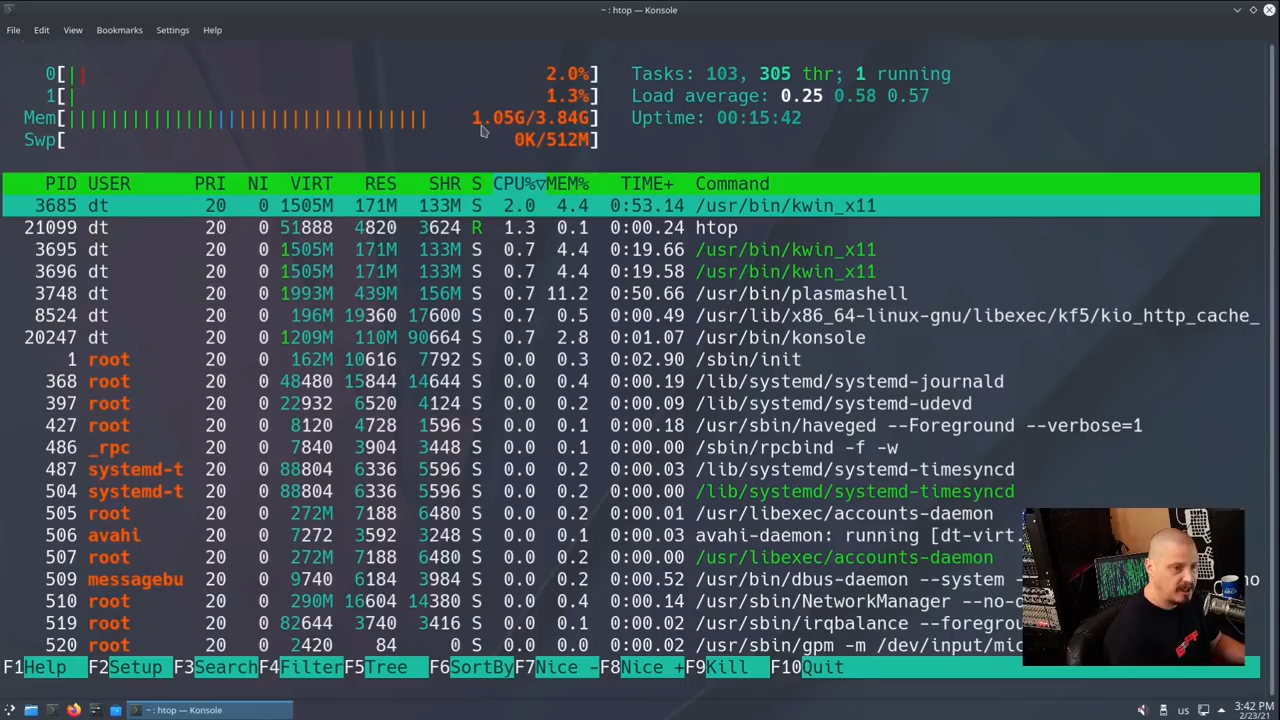 ~ : htop — Konsole
File Edit View Bookmarks Settings Help
0[|| 2.0%] Tasks: 103, 305 thr; 1 running
1[| 1.3%] Load average: 0.25 0.58 0.57
Mem[ 1.05G/3.84G] Uptime: 00:15:42
Swp[ 0K/512M]
PID USER PRI NI VIRT RES SHR S CPU%▽MEM% TIME+ Command
3685 dt 20 0 1505M 171M 133M S 2.0 4.4 0:53.14 /usr/bin/kwin_x11
21099 dt 20 0 51888 4820 3624 R 1.3 0.1 0:00.24 htop
3695 dt 20 0 1505M 171M 133M S 0.7 4.4 0:19.66 /usr/bin/kwin_x11
3696 dt 20 0 1505M 171M 133M S 0.7 4.4 0:19.58 /usr/bin/kwin_x11
3748 dt 20 0 1993M 439M 156M S 0.7 11.2 0:50.66 /usr/bin/plasmashell
8524 dt 20 0 196M 19360 17600 S 0.7 0.5 0:00.49 /usr/lib/x86_64-linux-gnu/libexec/kf5/kio_http_cache_
20247 dt 20 0 1209M 110M 90664 S 0.7 2.8 0:01.07 /usr/bin/konsole
1 root 20 0 162M 10616 7792 S 0.0 0.3 0:02.90 /sbin/init
368 root 20 0 48480 15844 14644 S 0.0 0.4 0:00.19 /lib/systemd/systemd-journald
397 root 20 0 22932 6520 4124 S 0.0 0.2 0:00.09 /lib/systemd/systemd-udevd
427 root 20 0 8120 4728 1596 S 0.0 0.1 0:00.18 /usr/sbin/haveged --Foreground --verbose=1
486 _rpc 20 0 7840 3904 3448 S 0.0 0.1 0:00.00 /sbin/rpcbind -f -w
487 systemd-t 20 0 88804 6336 5596 S 0.0 0.2 0:00.03 /lib/systemd/systemd-timesyncd
504 systemd-t 20 0 88804 6336 5596 S 0.0 0.2 0:00.00 /lib/systemd/systemd-timesyncd
505 root 20 0 272M 7188 6480 S 0.0 0.2 0:00.01 /usr/libexec/accounts-daemon
506 avahi 20 0 7272 3592 3248 S 0.0 0.1 0:00.03 avahi-daemon: running [dt-virt.
507 root 20 0 272M 7188 6480 S 0.0 0.2 0:00.00 /usr/libexec/accounts-daemon
509 messagebu 20 0 9740 6184 3984 S 0.0 0.2 0:00.52 /usr/bin/dbus-daemon --system - no
510 root 20 0 290M 16604 14380 S 0.0 0.4 0:00.14 /usr/sbin/NetworkManager --no-d
519 root 20 0 82644 3740 3416 S 0.0 0.1 0:00.02 /usr/sbin/irqbalance --foregrou
520 root 20 0 2420 84 0 S 0.0 0.0 0:00.02 /usr/sbin/gpm -m /dev/input/mic
F1Help F2Setup F3SearchF4FilterF5Tree F6SortByF7Nice -F8Nice +F9Kill F10Quit
~ : htop — Konsole us 3:42 PM
2/23/21